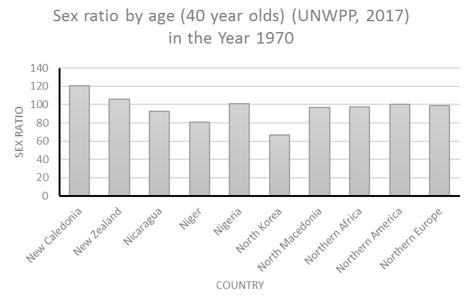 Sex ratio by age (40 year olds) (UNWPP, 2017)
in the Year 1970
140
120
100
80
60
40
20
0
SEX RATIO
New Caledonia
New Zealand
Nicaragua
Niger
Nigeria
North Korea
North Macedonia
Northern Africa
Northern America
Northern Europe
COUNTRY